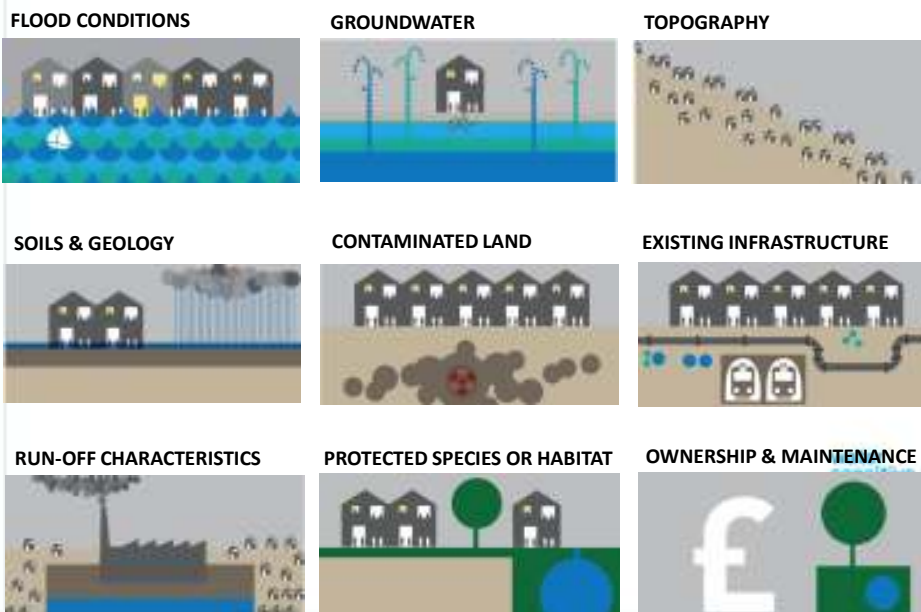 FLOOD CONDITIONS
GROUNDWATER
TOPOGRAPHY
SOILS & GEOLOGY
CONTAMINATED LAND
EXISTING INFRASTRUCTURE
RUN-OFF CHARACTERISTICS
PROTECTED SPECIES OR HABITAT
OWNERSHIP & MAINTENANCE
£